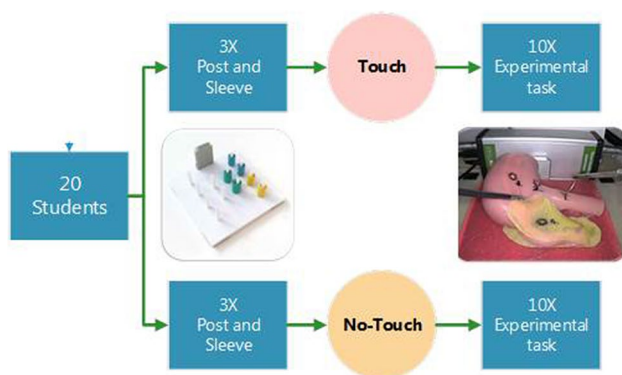 3X
Post and
Sleeve
Touch
10X
Experimental
task
20
Students
3X
Post and
Sleeve
No-Touch
10X
Experimental
task